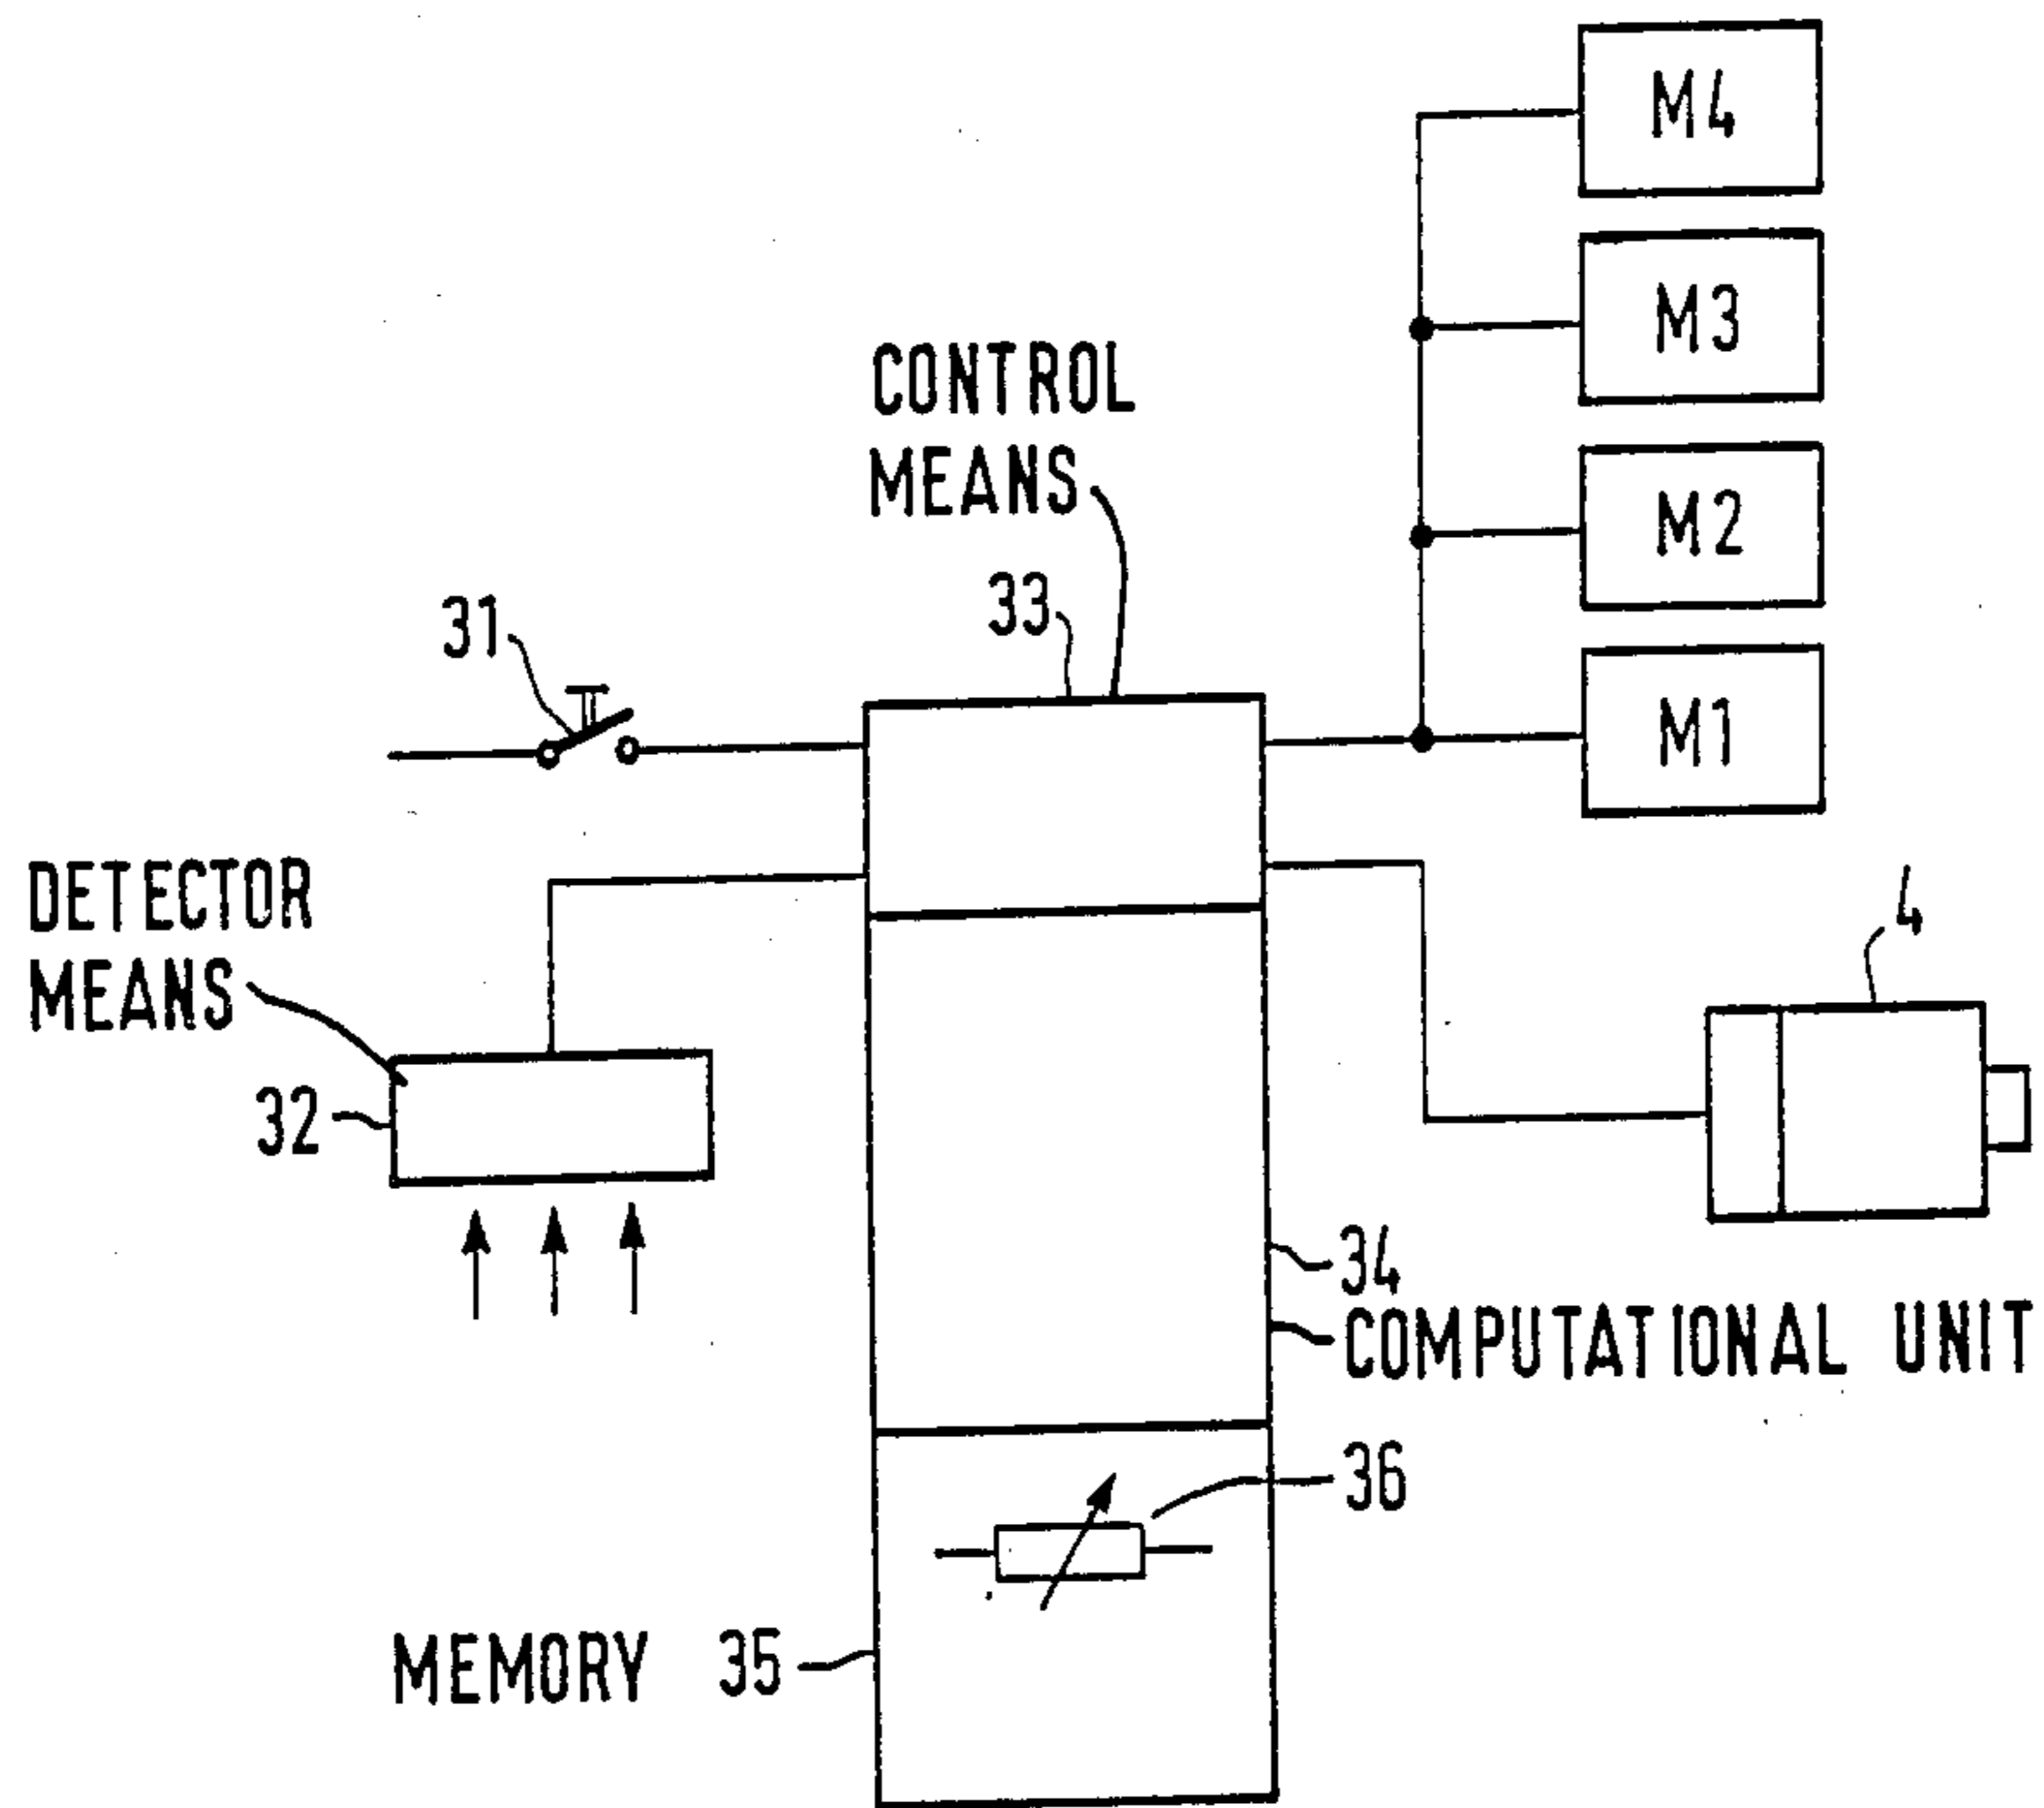 M4
M3
CONTROL
MEANS
M2
33
31
M1
DETECTOR
MEANS
4
32
34
COMPUTATIONAL UNIT
36
MEMORY 35